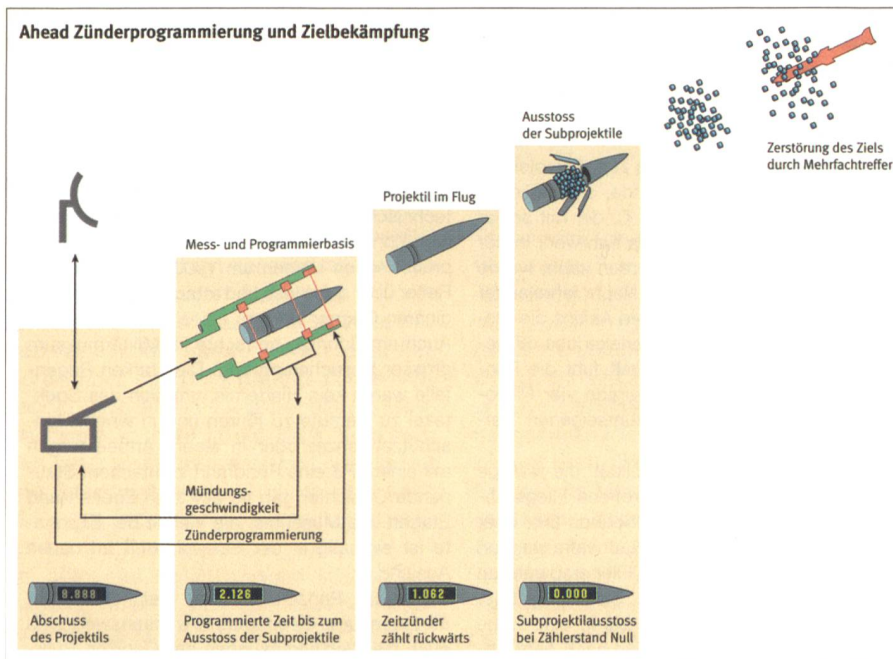 Ahead Zünderprogrammierung und Zielbekämpfung
Zerstörung des Ziels
durch Mehrfachtreffer
Ausstoss
der Subprojektile
Projektil im Flug
Mess- und Programmierbasis
Mündungs-
geschwindigkeit
Zünderprogrammierung
8.888
Abschuss
des Projektils
2.126
Programmierte Zeit bis zum
Ausstoss der Subprojektile
1.062
Zeitzünder
zählt rückwärts
0.000
Subprojektilausstoss
bei Zählerstand Null